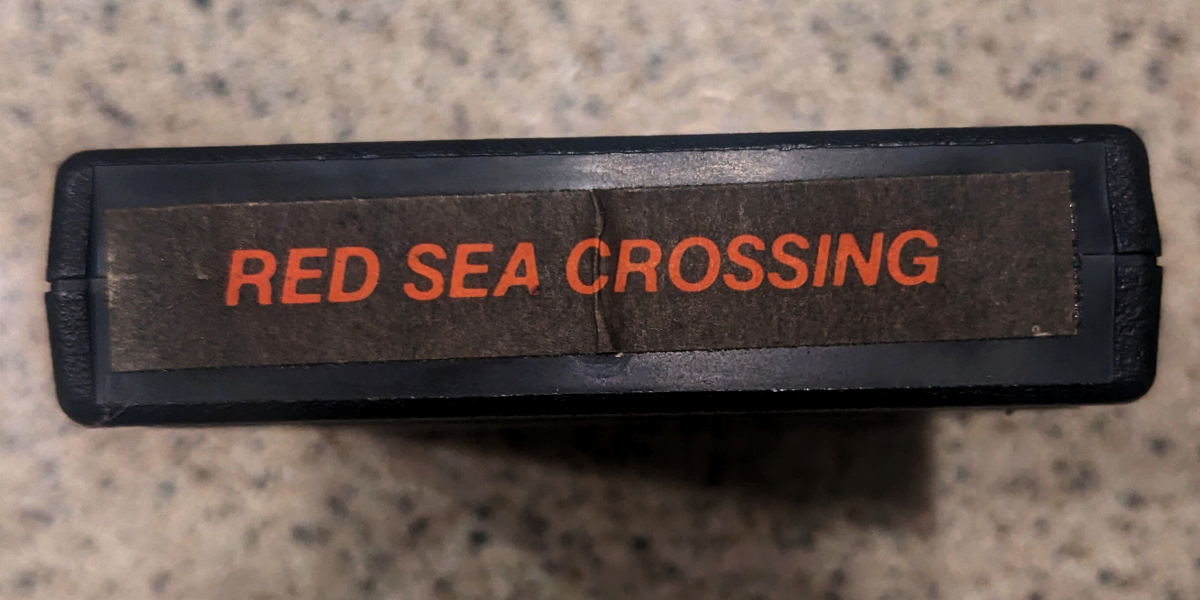 RED SEA CROSSING